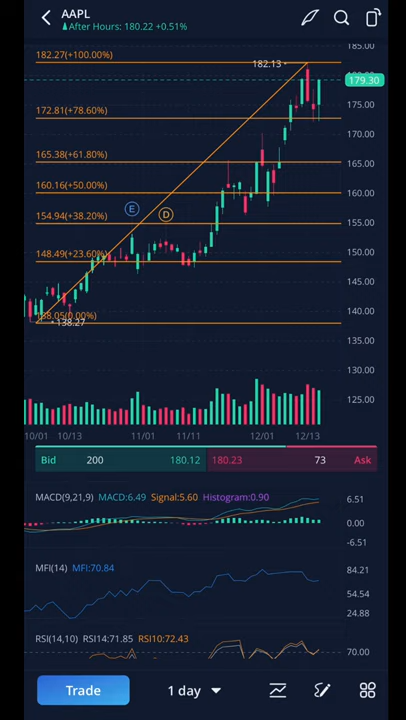 AAPL
After Hours: 180.22 +0.51%
185.00
182.27(+100.00%)
182.13
179.30
175.00
172.81(+78.60%)
170.00
165.38(+61.80%)
165.00
160.16(+50.00%)
160.00
E
D
154.94(+38.20%)
155.00
150.00
148.49(+23.60%)
145.00
140.00
138.05(0.00%)
138.27
135.00
130.00
125.00
10/01 10/13 11/01 11/11 12/01 12/13
Bid 200 180.12 180.23 73 Ask
MACD(9,21,9) MACD:6.49 Signal:5.60 Histogram:0.90
6.51
0.00
-6.51
MFI(14) MFI:70.84
84.21
54.54
24.88
RSI(14,10) RSI14:71.85 RSI10:72.43
70.00
Trade 1 day